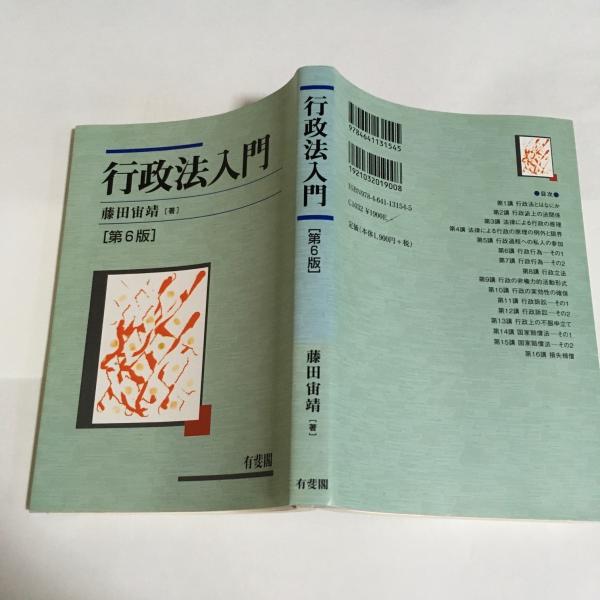 行政法入門
藤田宙靖[著]
[第6版]
有斐閣
行政法入門
[第6版]
藤田宙靖
[著]
有斐閣
9784641131545
1921032019008
ISBN978-4-641-13154-5
C1032 ¥1900E
定価(本体1,900円+税)
●目次●
第1講 行政法とはなにか
第2講 行政法上の法関係
第3講 法律による行政の原理
第4講 法律による行政の原理の例外と限界
第5講 行政過程への私人の参加
第6講 行政行為―その1
第7講 行政行為―その2
第8講 行政立法
第9講 行政の非権力的活動形式
第10講 行政の実効性の確保
第11講 行政訴訟―その1
第12講 行政訴訟―その2
第13講 行政上の不服申立て
第14講 国家賠償法―その1
第15講 国家賠償法―その2
第16講 損失補償